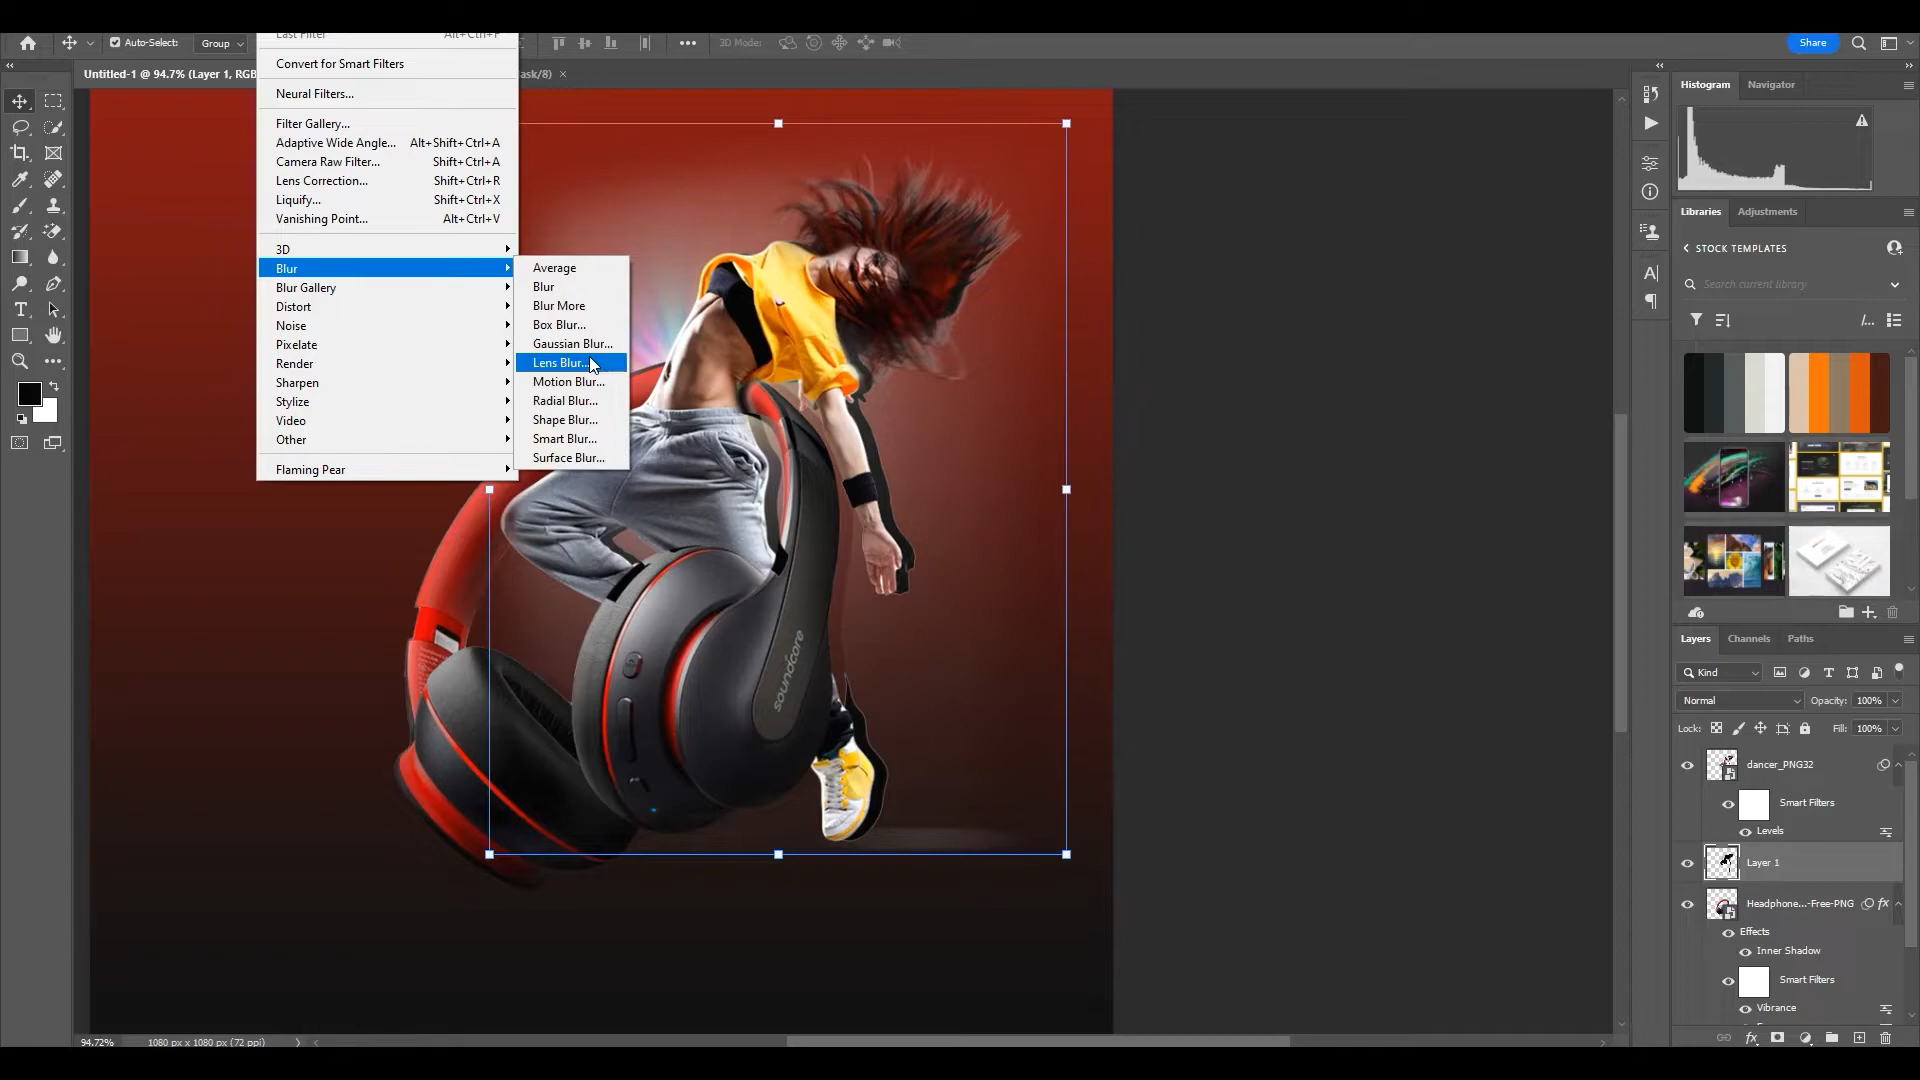 Auto-Select:
Group
3D Mode:
Share
Untitled-1 @ 94.7% (Layer 1, RGB
ask/8)
Last Filter Alt+Ctrl+F
Convert for Smart Filters
Neural Filters...
Filter Gallery...
Adaptive Wide Angle... Alt+Shift+Ctrl+A
Camera Raw Filter... Shift+Ctrl+A
Lens Correction... Shift+Ctrl+R
Liquify... Shift+Ctrl+X
Vanishing Point... Alt+Ctrl+V
3D
Blur
Blur Gallery
Distort
Noise
Pixelate
Render
Sharpen
Stylize
Video
Other
Flaming Pear
Average
Blur
Blur More
Box Blur...
Gaussian Blur...
Lens Blur...
Motion Blur...
Radial Blur...
Shape Blur...
Smart Blur...
Surface Blur...
soundcore
Histogram Navigator
Libraries Adjustments
STOCK TEMPLATES
Search current library
Layers Channels Paths
Kind
Normal Opacity: 100%
Lock: Fill: 100%
dancer_PNG32
Smart Filters
Levels
Layer 1
Headphone...-Free-PNG fx
Effects
Inner Shadow
Smart Filters
Vibrance
94.72% 1080 px x 1080 px (72 ppi)